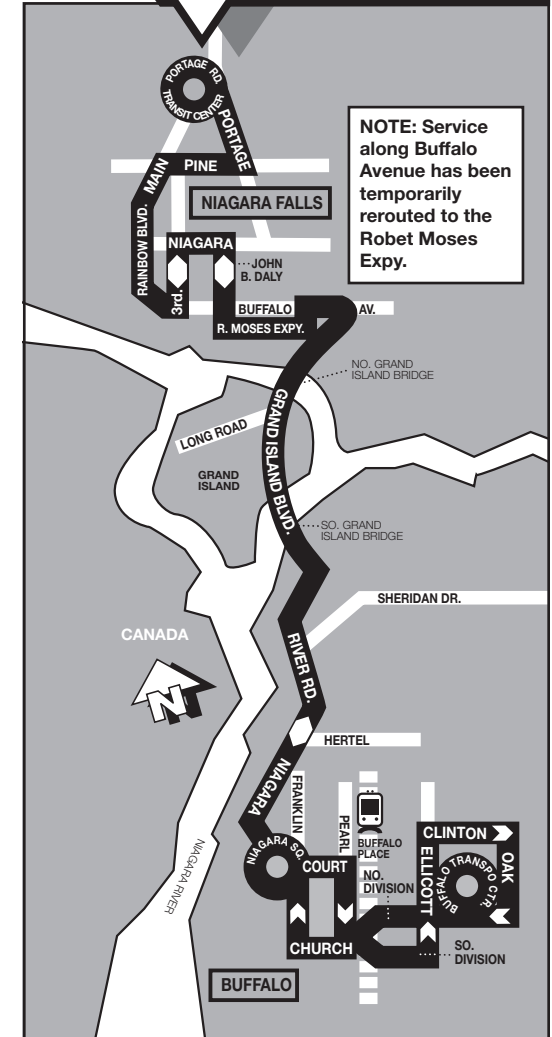 PORTAGE RD.
TRANSIT CENTER
PORTAGE
PINE
MAIN
NIAGARA FALLS
NOTE: Service
along Buffalo
Avenue has been
temporarily
rerouted to the
Robet Moses
Expy.
RAINBOW BLVD.
NIAGARA
3rd.
JOHN
B. DALY
BUFFALO
AV.
R. MOSES EXPY.
NO. GRAND
ISLAND BRIDGE
GRAND ISLAND BLVD.
LONG ROAD
GRAND
ISLAND
SO. GRAND
ISLAND BRIDGE
SHERIDAN DR.
CANADA
N
RIVER RD.
HERTEL
NIAGARA
FRANKLIN
PEARL
BUFFALO
PLACE
NIAGARA SQ.
COURT
NO.
DIVISION
CLINTON
ELLICOTT
OAK
BUFFALO TRANSPO CTR.
NIAGARA RIVER
CHURCH
SO.
DIVISION
BUFFALO